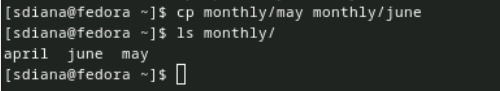 [sdiana@fedora ~]$ cp monthly/may monthly/june
[sdiana@fedora ~]$ ls monthly/
april  june  may
[sdiana@fedora ~]$